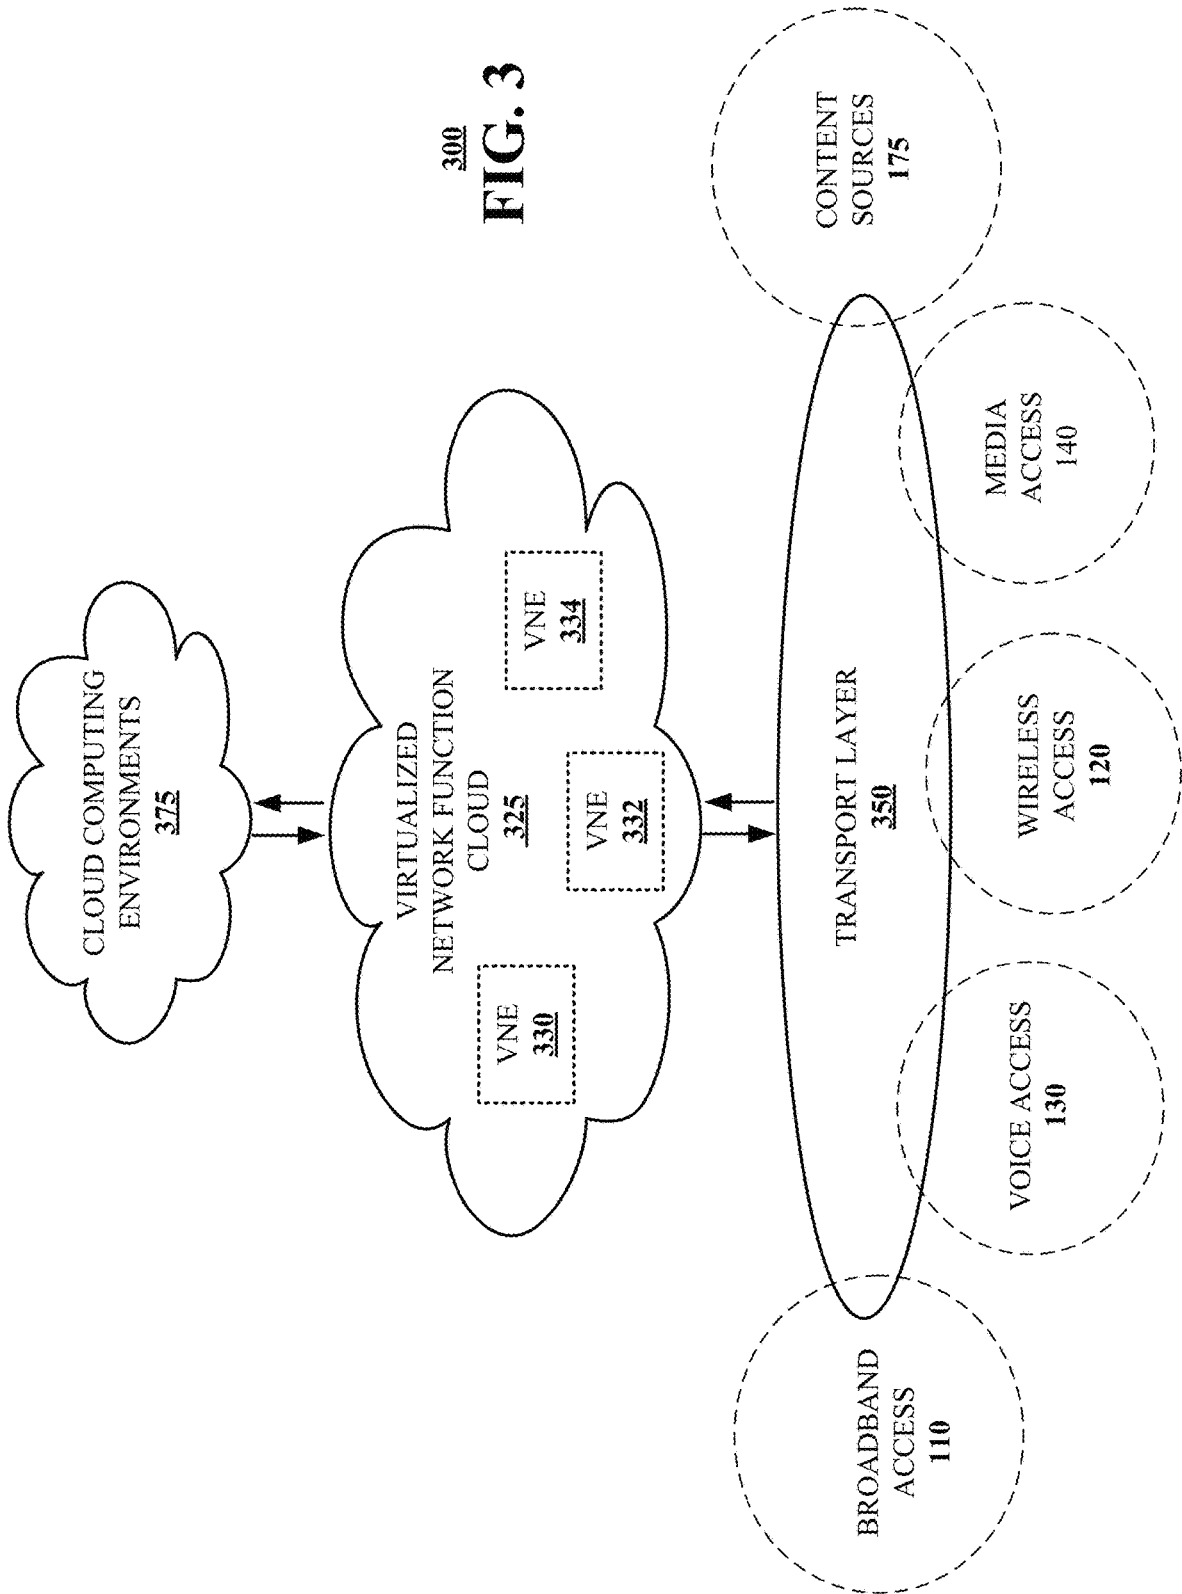 CLOUD COMPUTING
ENVIRONMENTS
375
VIRTUALIZED
NETWORK FUNCTION
CLOUD
325
VNE
330
VNE
332
VNE
334
300
FIG. 3
TRANSPORT LAYER
350
BROADBAND
ACCESS
110
VOICE ACCESS
130
WIRELESS
ACCESS
120
MEDIA
ACCESS
140
CONTENT
SOURCES
175